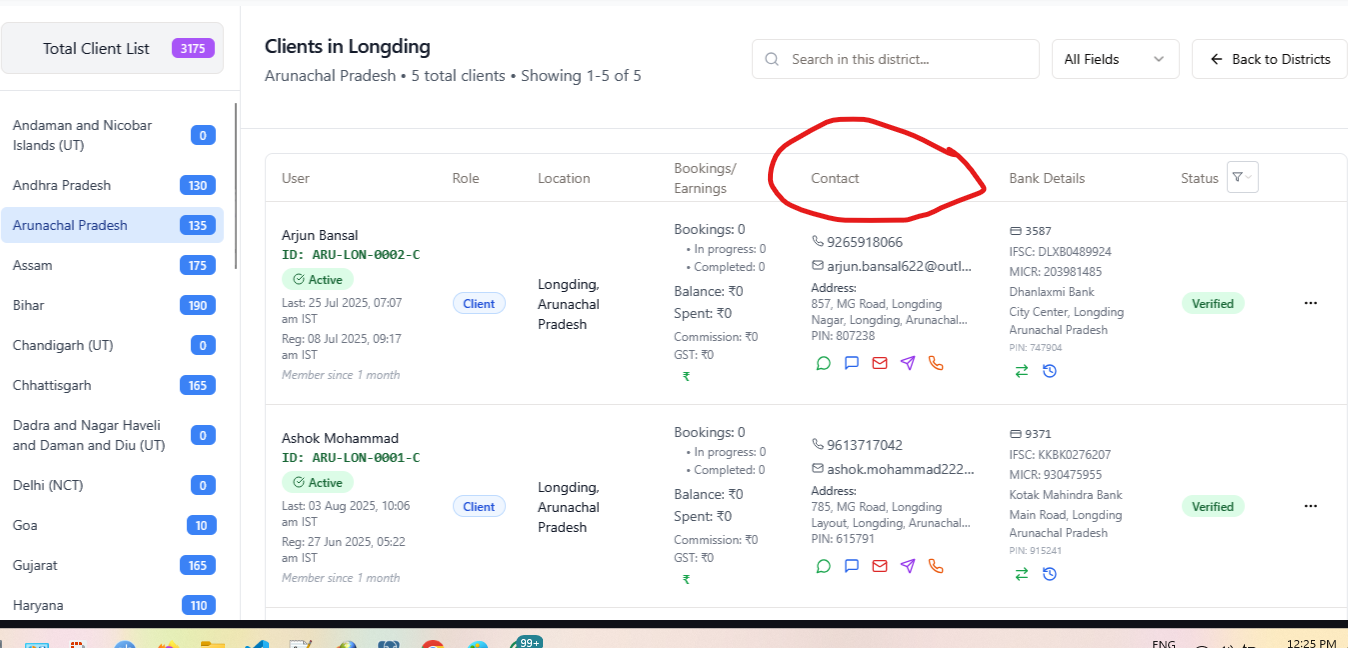 Total Client List 3175
Andaman and Nicobar
Islands (UT) 0
Andhra Pradesh 130
Arunachal Pradesh 135
Assam 175
Bihar 190
Chandigarh (UT) 0
Chhattisgarh 165
Dadra and Nagar Haveli
and Daman and Diu (UT) 0
Delhi (NCT) 0
Goa 10
Gujarat 165
Haryana 110
Clients in Longding
Arunachal Pradesh • 5 total clients • Showing 1-5 of 5
Search in this district...
All Fields
Back to Districts
User
Role
Location
Bookings/
Earnings
Contact
Bank Details
Status
Arjun Bansal
ID: ARU-LON-0002-C
Active
Last: 25 Jul 2025, 07:07
am IST
Reg: 08 Jul 2025, 09:17
am IST
Member since 1 month
Client
Longding,
Arunachal
Pradesh
Bookings: 0
• In progress: 0
• Completed: 0
Balance: ₹0
Spent: ₹0
Commission: ₹0
GST: ₹0
₹
9265918066
arjun.bansal622@outl...
Address:
857, MG Road, Longding
Nagar, Longding, Arunachal...
PIN: 807238
3587
IFSC: DLXB0489924
MICR: 203981485
Dhanlaxmi Bank
City Center, Longding
Arunachal Pradesh
PIN: 747904
Verified
Ashok Mohammad
ID: ARU-LON-0001-C
Active
Last: 03 Aug 2025, 10:06
am IST
Reg: 27 Jun 2025, 05:22
am IST
Member since 1 month
Client
Longding,
Arunachal
Pradesh
Bookings: 0
• In progress: 0
• Completed: 0
Balance: ₹0
Spent: ₹0
Commission: ₹0
GST: ₹0
₹
9613717042
ashok.mohammad222...
Address:
785, MG Road, Longding
Layout, Longding, Arunachal...
PIN: 615791
9371
IFSC: KKBK0276207
MICR: 930475955
Kotak Mahindra Bank
Main Road, Longding
Arunachal Pradesh
PIN: 915241
Verified
99+
ENG
12:25 PM